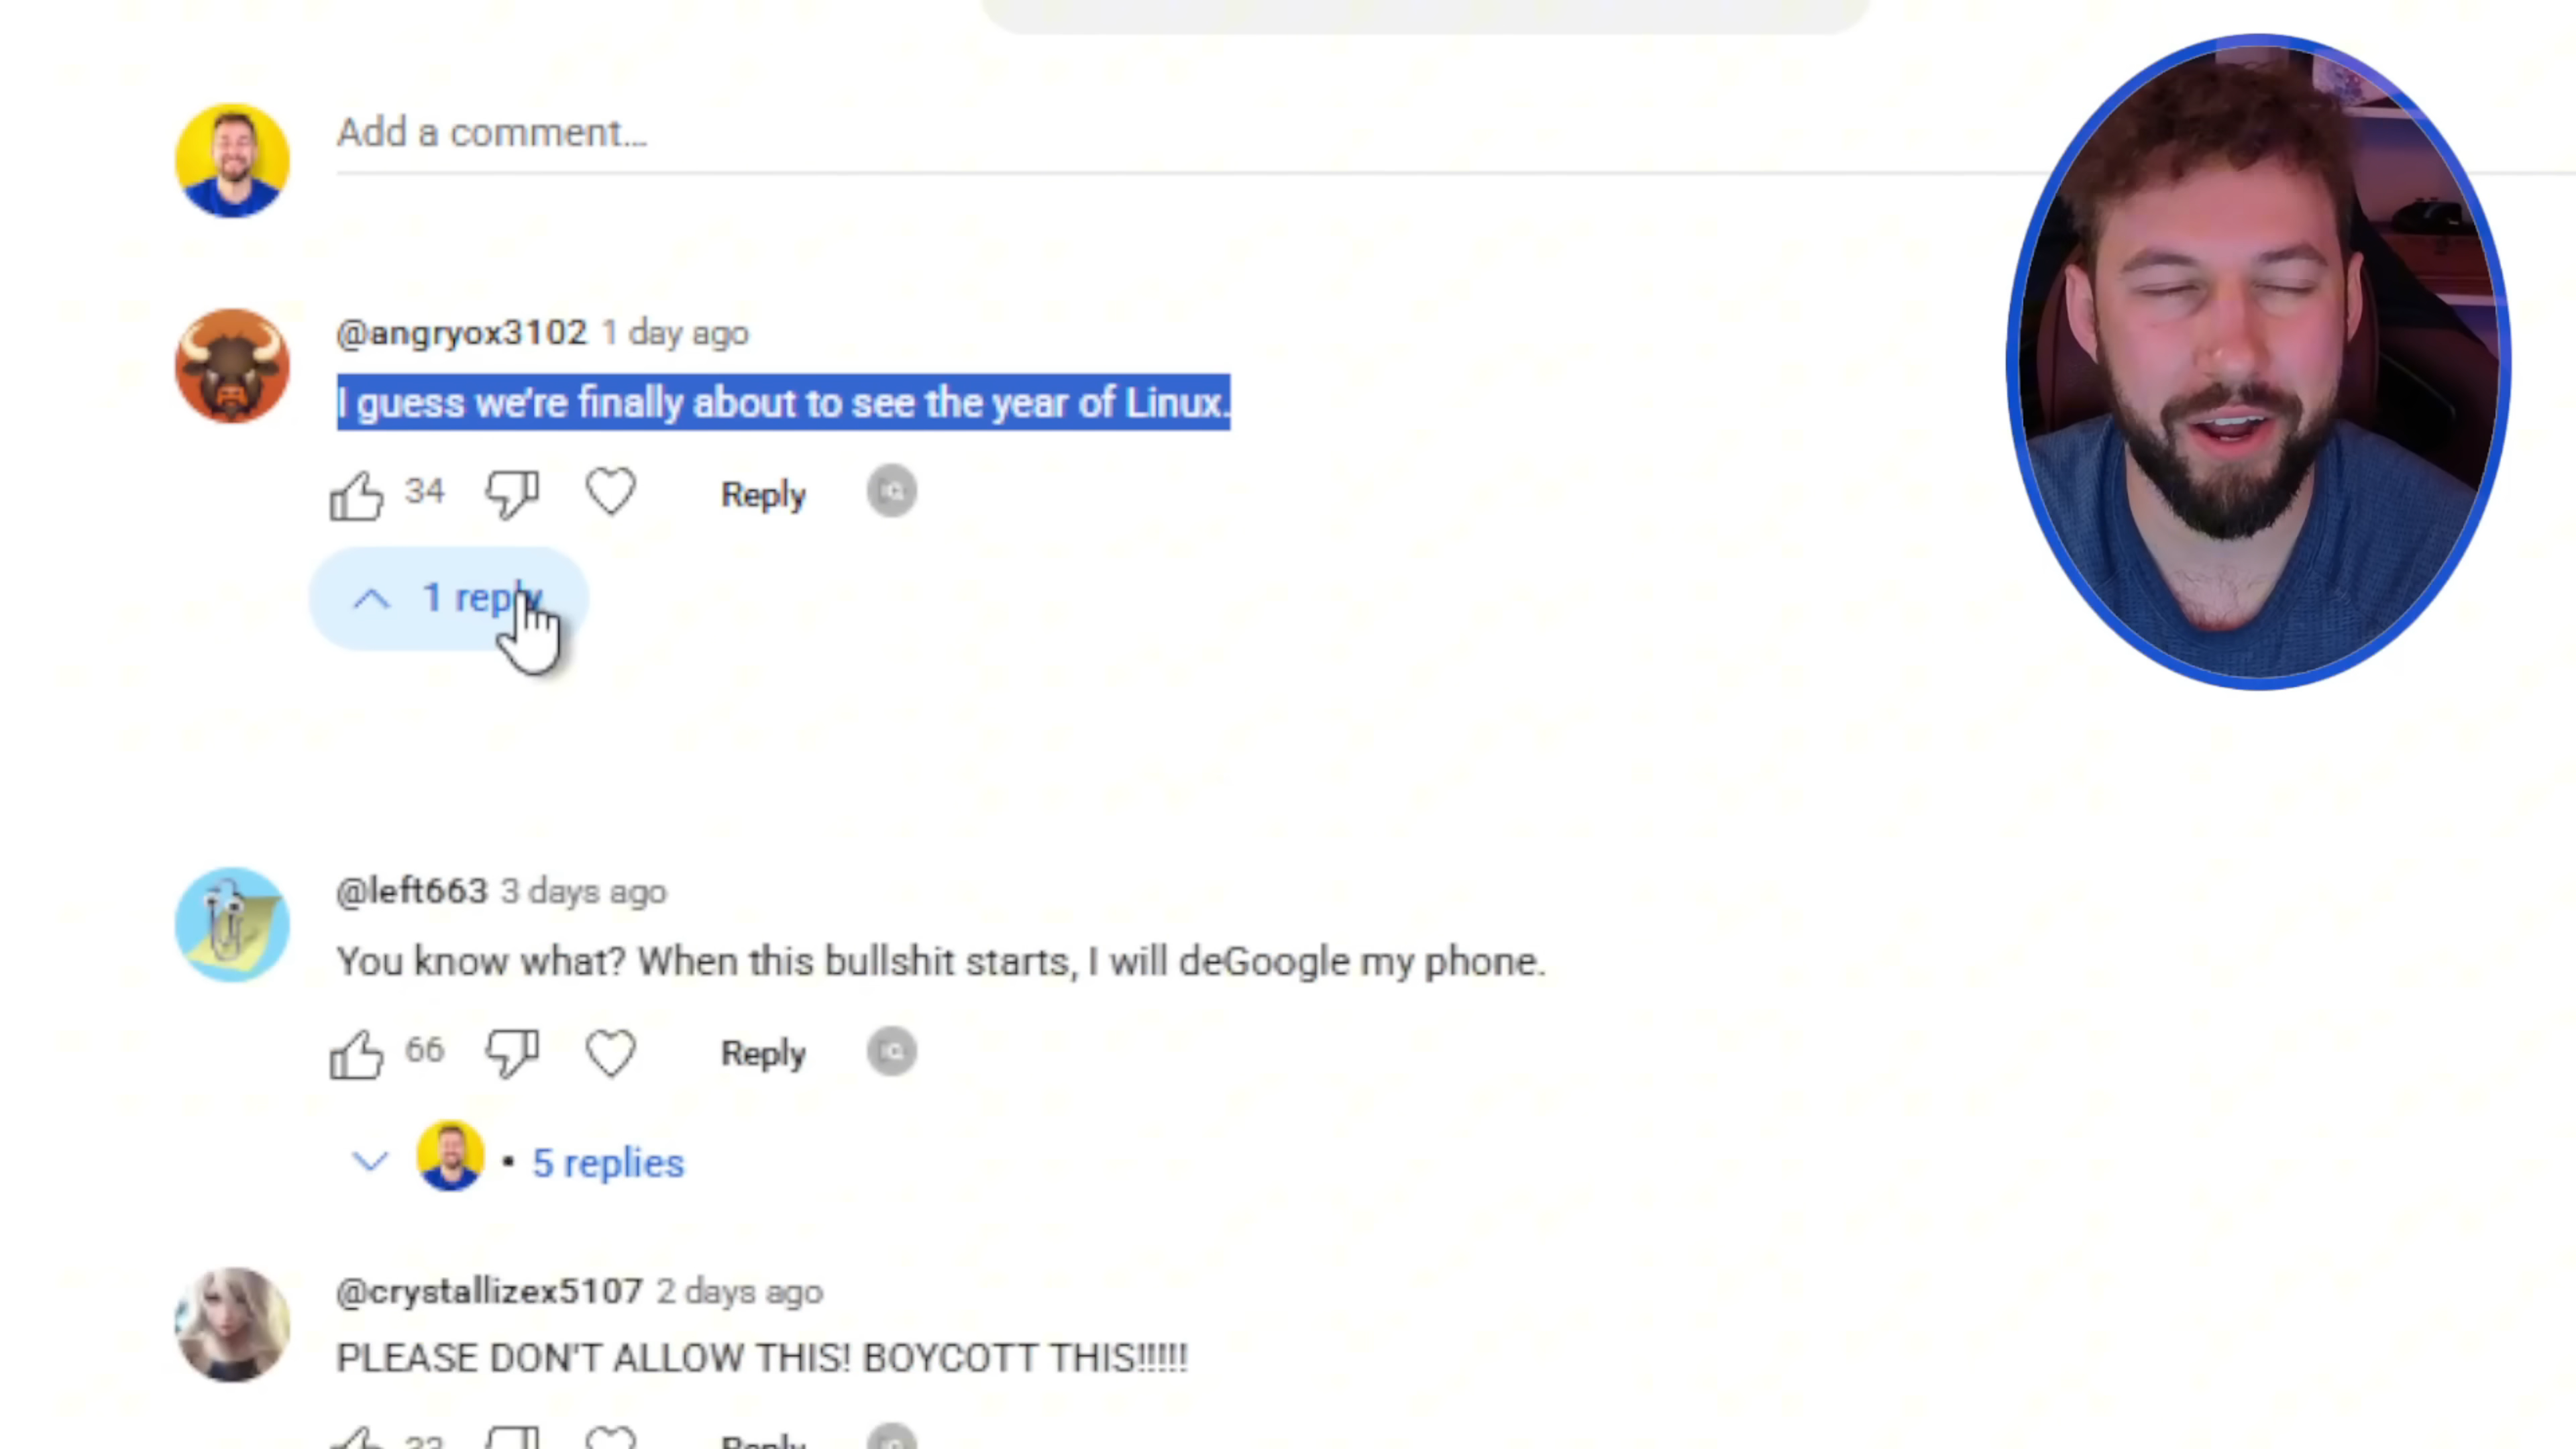 Add a comment...
@angryox3102 1 day ago
I guess we're finally about to see the year of Linux.
34 Reply
1 reply
@left663 3 days ago
You know what? When this bullshit starts, I will deGoogle my phone.
66 Reply
• 5 replies
@crystallizex5107 2 days ago
PLEASE DON'T ALLOW THIS! BOYCOTT THIS!!!!!
Reply